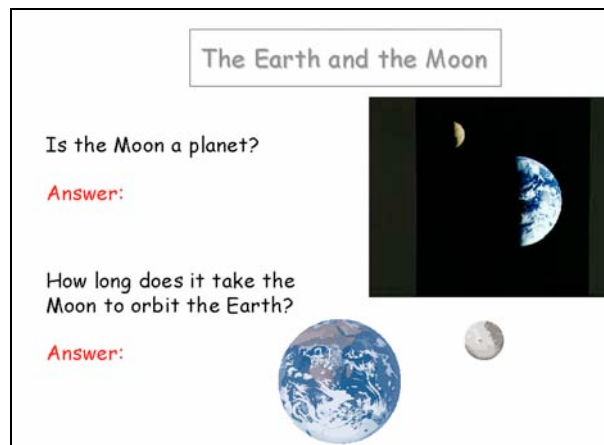 The Earth and the Moon
Is the Moon a planet?
Answer:
How long does it take the
Moon to orbit the Earth?
Answer: